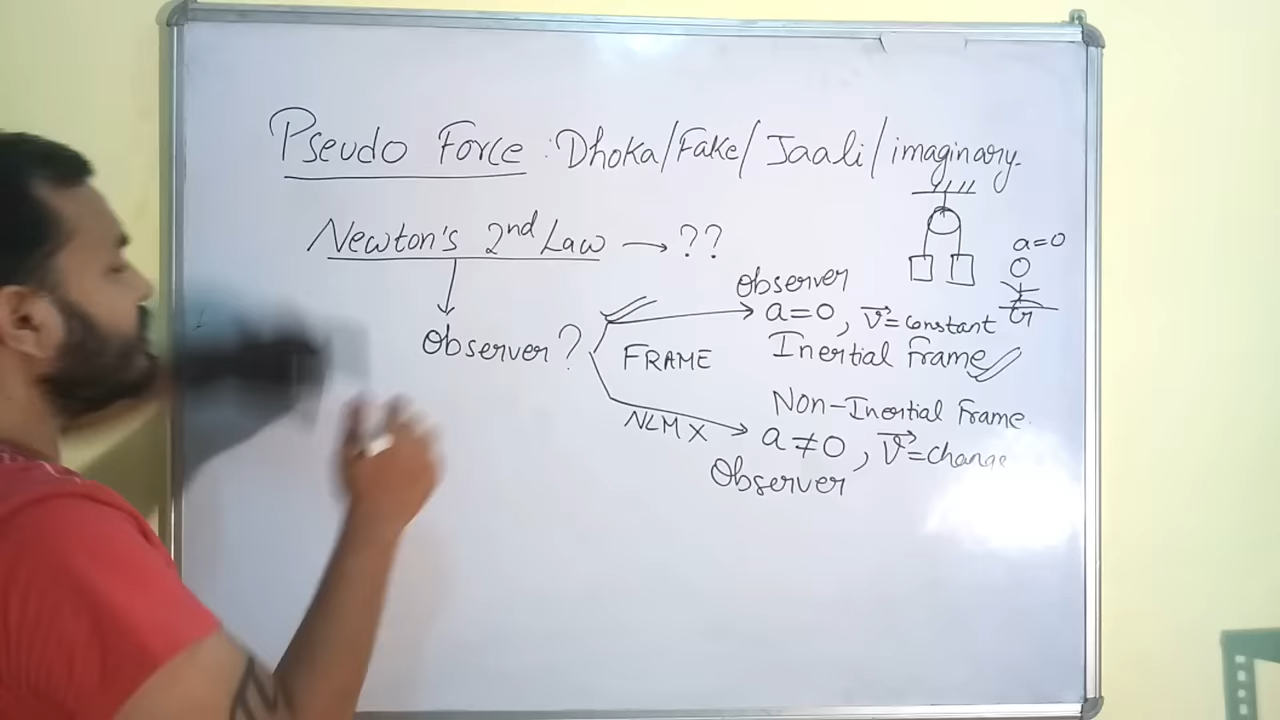 Pseudo Force : Dhoka/Fake/Jaali/imaginary
Newton's 2nd Law → ??
a=0
Observer
a=0, v⃗=constant
Observer?
FRAME
Inertial Frame
Non-Inertial Frame
NLM X
a≠0, v⃗=change
Observer